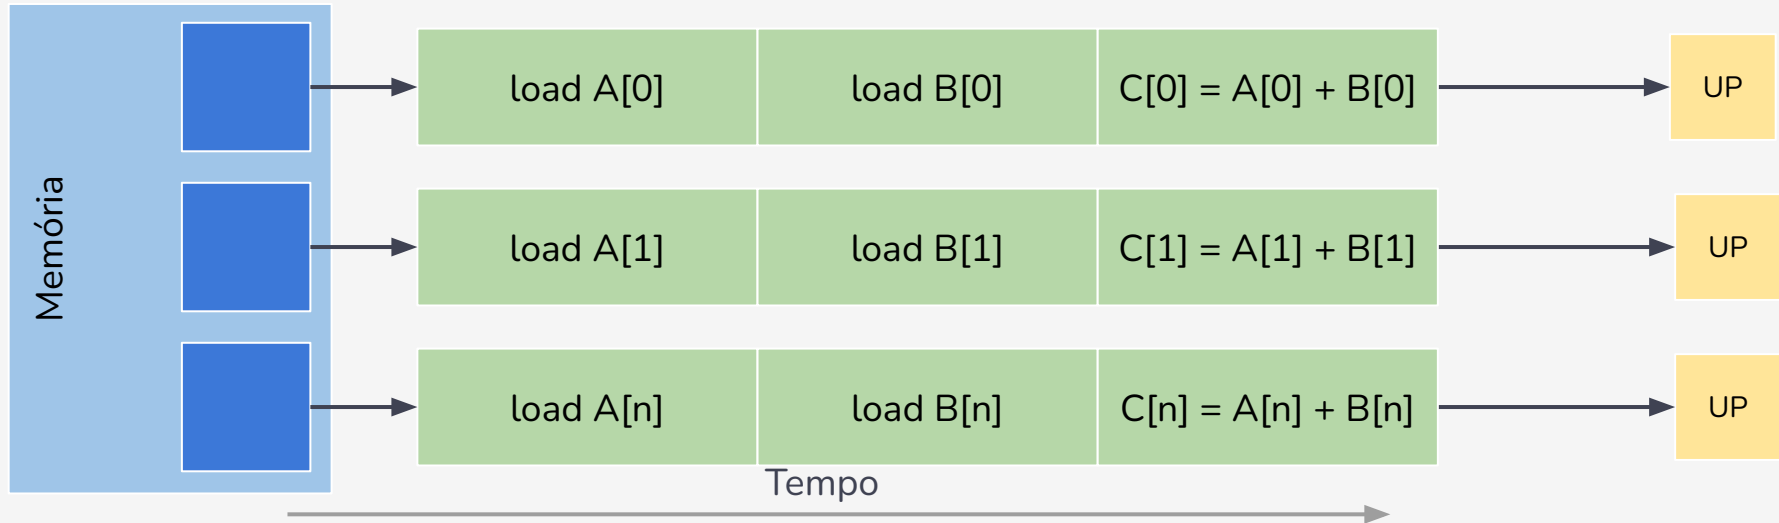 Memória
load A[0] load B[0] C[0] = A[0] + B[0] UP
load A[1] load B[1] C[1] = A[1] + B[1] UP
load A[n] load B[n] C[n] = A[n] + B[n] UP
Tempo